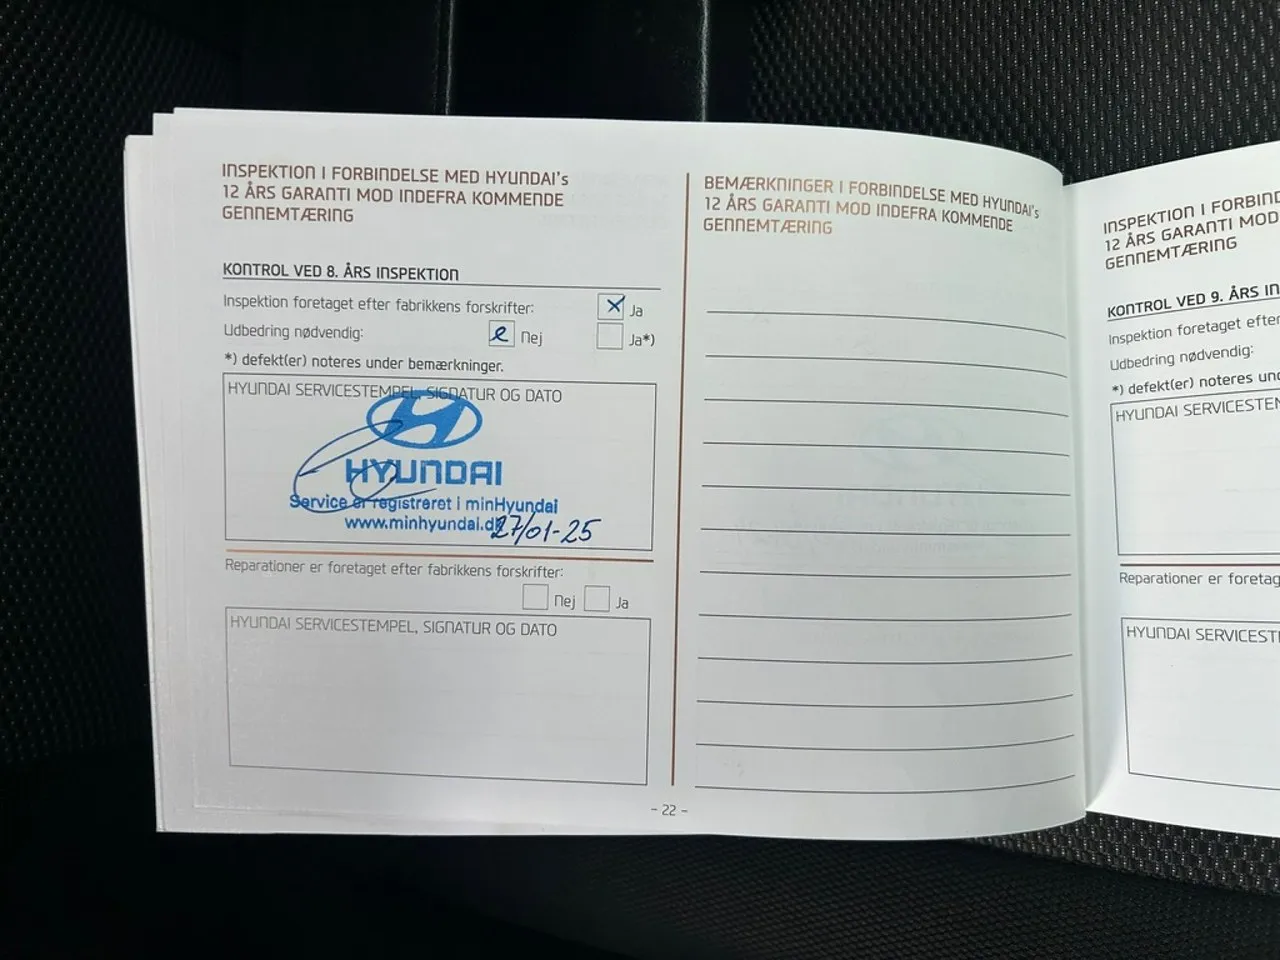 INSPEKTION I FORBINDELSE MED HYUNDAI's
12 ÅRS GARANTI MOD INDEFRA KOMMENDE
GENNEMTÆRING
KONTROL VED 8. ÅRS INSPEKTION
Inspektion foretaget efter fabrikkens forskrifter: X Ja
Udbedring nødvendig: Nej Ja*)
*) defekt(er) noteres under bemærkninger.
HYUNDAI SERVICESTEMPEL, SIGNATUR OG DATO
HYUNDAI
Service er registreret i minHyundai
www.minhyundai.dk 27/01-25
Reparationer er foretaget efter fabrikkens forskrifter:
Nej Ja
HYUNDAI SERVICESTEMPEL, SIGNATUR OG DATO
BEMÆRKNINGER I FORBINDELSE MED HYUNDAI's
12 ÅRS GARANTI MOD INDEFRA KOMMENDE
GENNEMTÆRING
- 22 -
INSPEKTION I FORBIND
12 ÅRS GARANTI MOD
GENNEMTÆRING
KONTROL VED 9. ÅRS IN
Inspektion foretaget efter
Udbedring nødvendig:
*) defekt(er) noteres und
HYUNDAI SERVICESTEM
Reparationer er foretag
HYUNDAI SERVICESTE